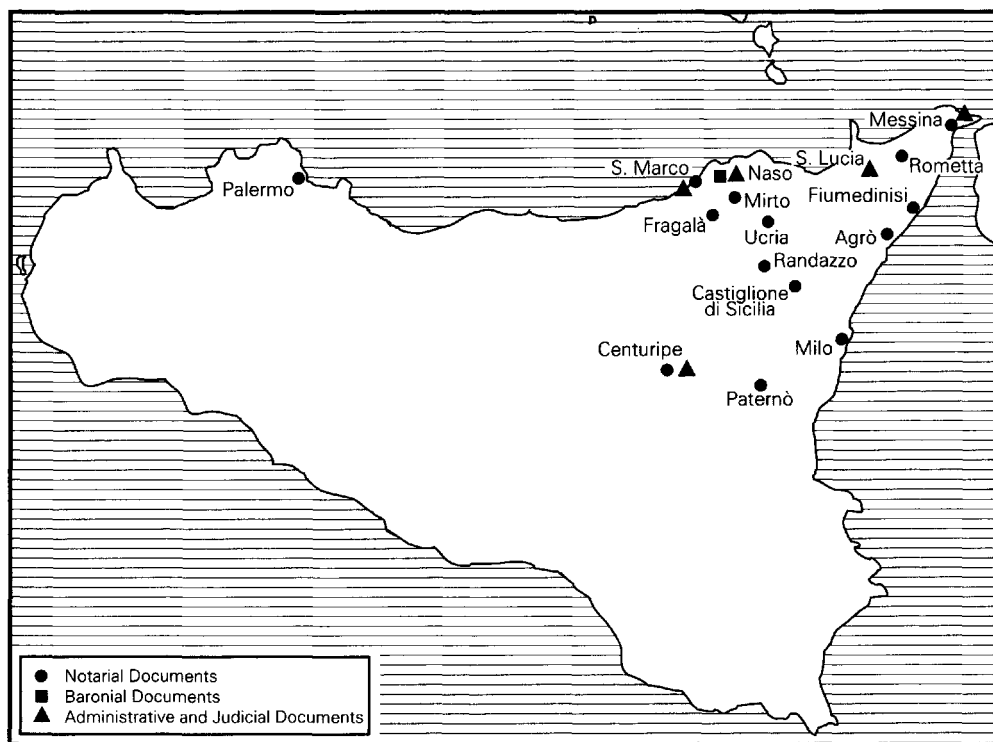 Messina
S. Marco
Naso
S. Lucia
Rometta
Palermo
Mirto
Fiumedinisi
Fragalà
Ucria
Agrò
Randazzo
Castiglione
di Sicilia
Centuripe
Milo
Paternò
Notarial Documents
Baronial Documents
Administrative and Judicial Documents